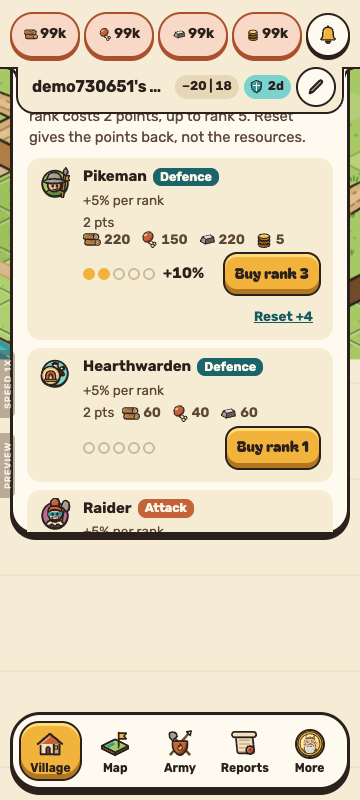 99k 99k 99k 99k
demo730651's ... −20 | 18 2d
rank costs 2 points, up to rank 5. Reset
gives the points back, not the resources.
Pikeman Defence
+5% per rank
2 pts
220 150 220 5
+10% Buy rank 3
Reset +4
Hearthwarden Defence
+5% per rank
2 pts 60 40 60
Buy rank 1
Raider Attack
+5% per rank
SPEED 1X
PREVIEW
Village Map Army Reports More